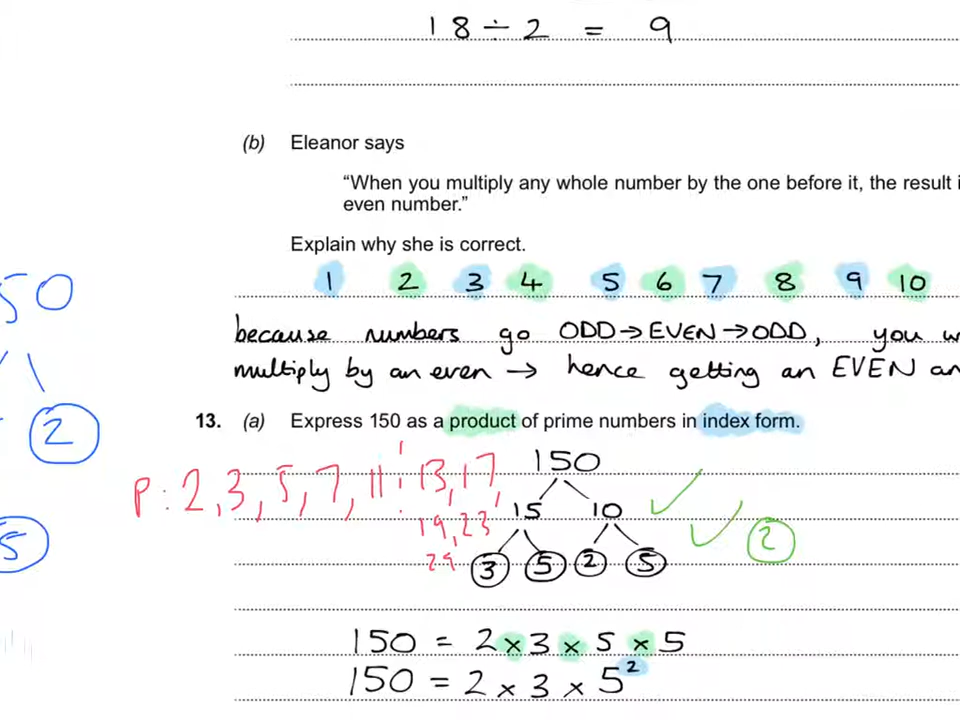 18 ÷ 2 = 9
(b) Eleanor says
“When you multiply any whole number by the one before it, the result i
even number.”
Explain why she is correct.
1 2 3 4 5 6 7 8 9 10
because numbers go ODD→EVEN→ODD, you w
multiply by an even → hence getting an EVEN an
50
2
5
13. (a) Express 150 as a product of prime numbers in index form.
P: 2, 3, 5, 7, 11, 13, 17,
19, 23
29
150
15 10
3 5 2 5
2
150 = 2 × 3 × 5 × 5
150 = 2 × 3 × 5²